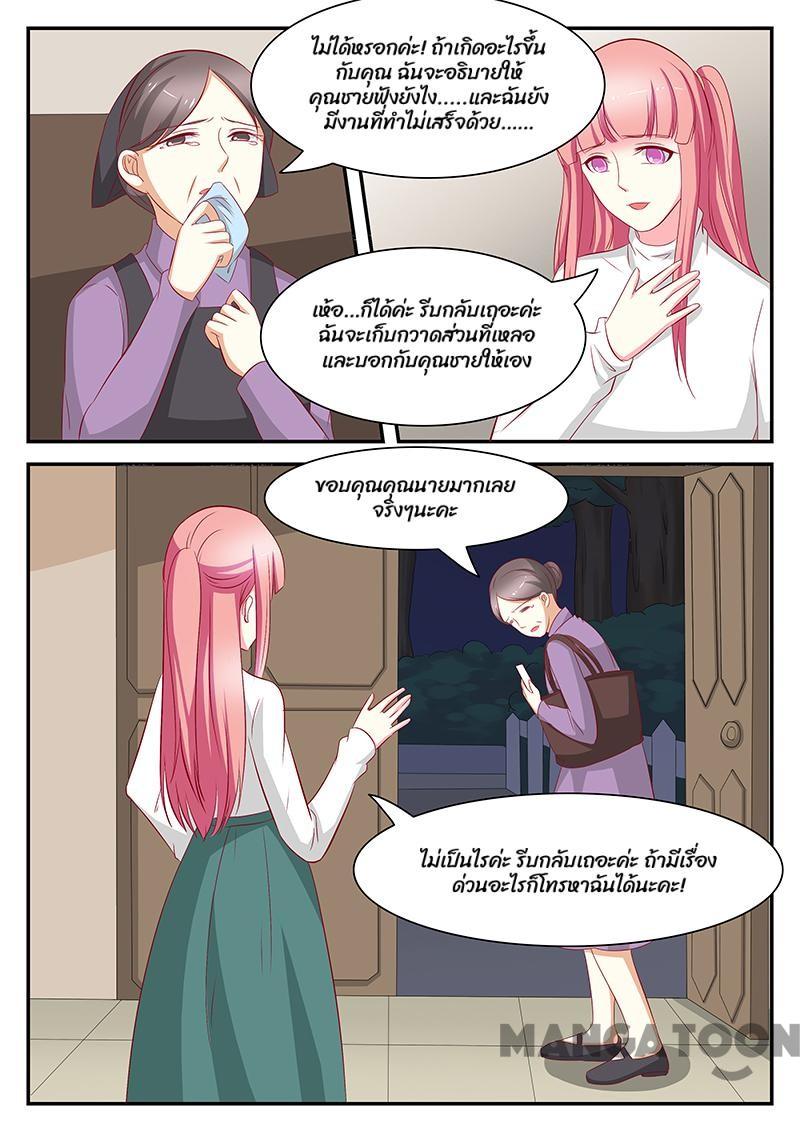 ไม่ได้หรอกค่ะ! ถ้าเกิดอะไรขึ้น
กับคุณ ฉันจะอธิบายให้
คุณชายฟังยังไง.....และฉันยัง
มีงานที่ทำไม่เสร็จด้วย......
เห้อ...ก็ได้ค่ะ รีบกลับเถอะค่ะ
ฉันจะเก็บกวาดส่วนที่เหลือ
และบอกกับคุณชายให้เอง
ขอบคุณคุณนายมากเลย
จริงๆนะคะ
ไม่เป็นไรค่ะ รีบกลับเถอะค่ะ ถ้ามีเรื่อง
ด่วนอะไรก็โทรหาฉันได้นะคะ!
MANGATOON